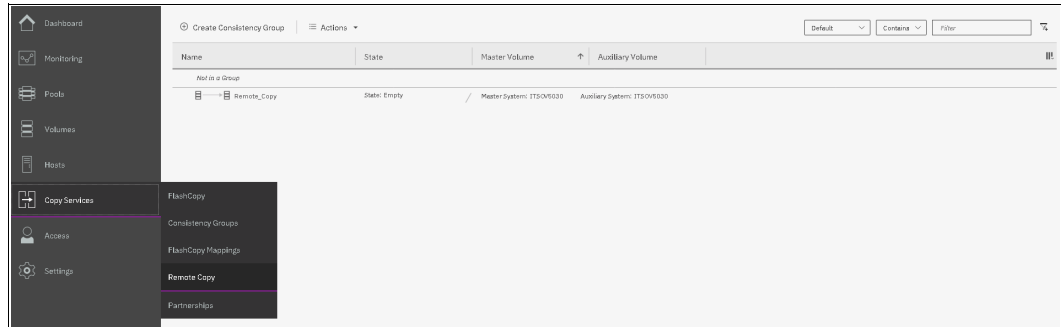 Dashboard
Monitoring
Pools
Volumes
Hosts
Copy Services
Access
Settings
FlashCopy
Consistency Groups
FlashCopy Mappings
Remote Copy
Partnerships
Create Consistency Group
Actions
Default
Contains
Filter
Name State Master Volume Auxiliary Volume
Not in a Group
Remote_Copy State: Empty Master System: ITSOV5030 Auxiliary System: ITSOV5030